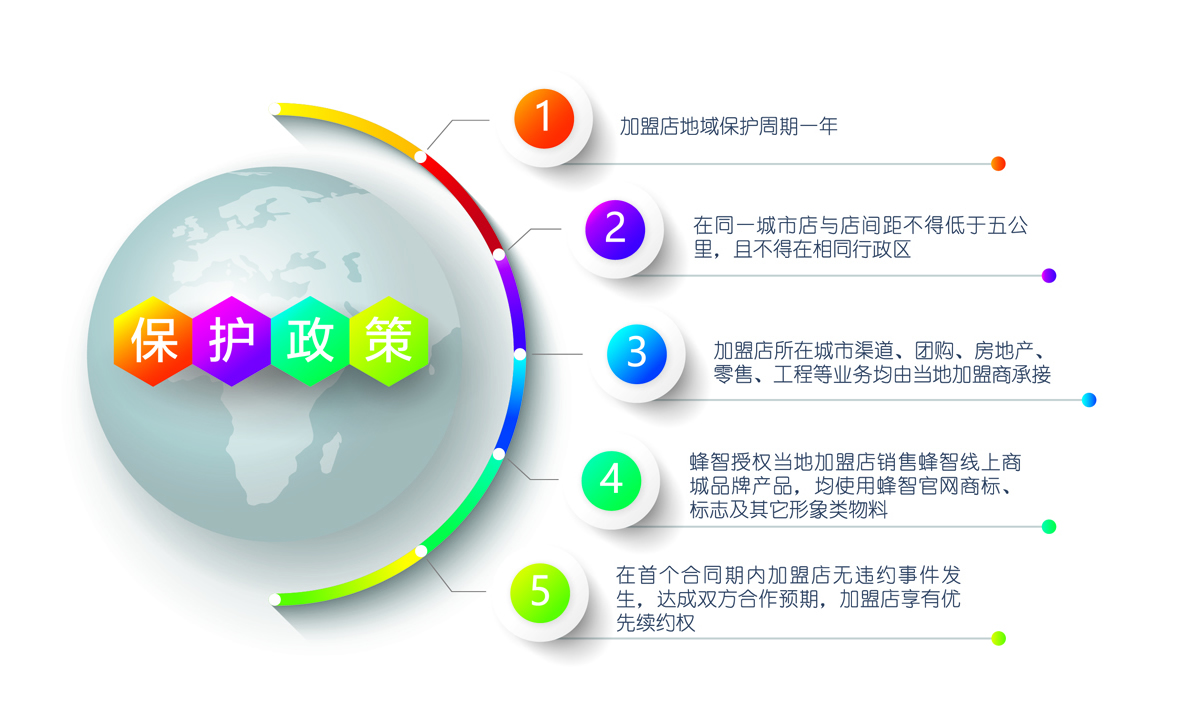 保护政策
1
加盟店地域保护周期一年
2
在同一城市店与店间距不得低于五公
里，且不得在相同行政区
3
加盟店所在城市渠道、团购、房地产、
零售、工程等业务均由当地加盟商承接
4
蜂智授权当地加盟店销售蜂智线上商
城品牌产品，均使用蜂智官网商标、
标志及其它形象类物料
5
在首个合同期内加盟店无违约事件发
生，达成双方合作预期，加盟店享有优
先续约权